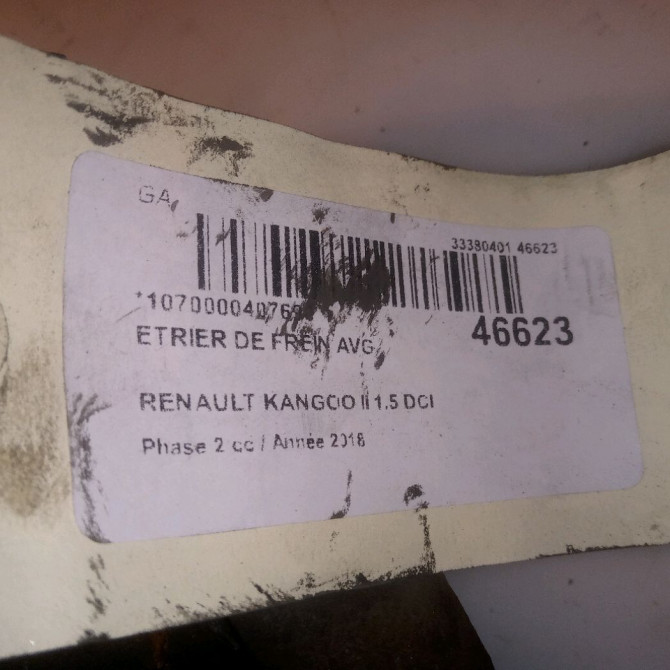 GA
33380401 46623
*107000040769
46623
ETRIER DE FREIN AVG
RENAULT KANGOO II 1.5 DCI
Phase 2 cc / Année 2018